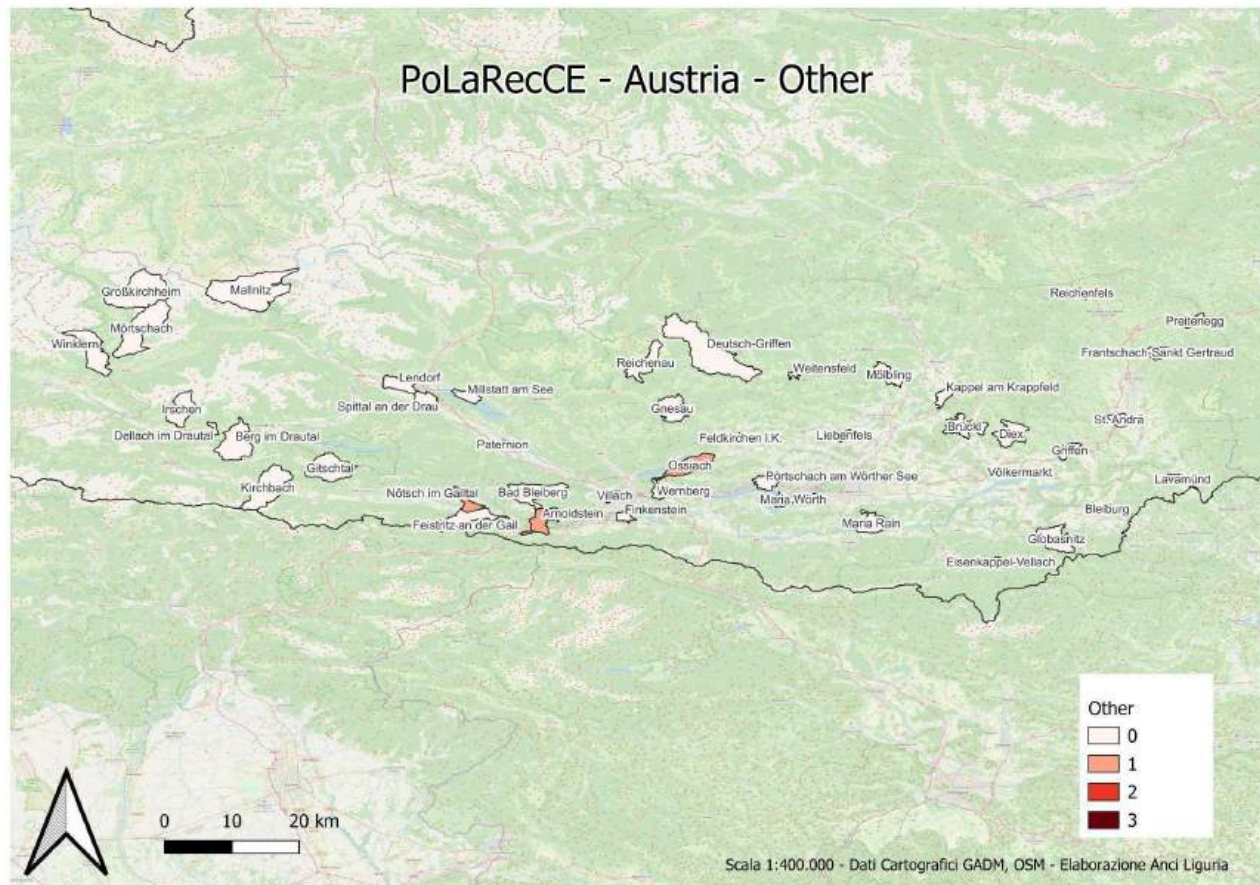 PoLaRecCE - Austria - Other
Großkirchheim
Mallnitz
Mörtschach
Winklern
Reichenfels
Preitenegg
Frantschach-Sankt Gertraud
Deutsch-Griffen
Reichenau
Weitensfeld
Mölbling
Lendorf
Millstatt am See
Kappel am Krappfeld
Spittal an der Drau
Irschen
Gnesau
St. Andrä
Dellach im Drautal
Berg im Drautal
Paternion
Feldkirchen i.K.
Liebenfels
Brückl
Diex
Griffen
Gitschtal
Ossiach
Völkermarkt
Kirchbach
Pörtschach am Wörther See
Lavamünd
Nötsch im Gailtal
Bad Bleiberg
Villach
Wernberg
Maria Wörth
Feistritz an der Gail
Arnoldstein
Finkenstein
Maria Rain
Bleiburg
Globasnitz
Eisenkappel-Vellach
Other
0
1
2
3
0 10 20 km
Scala 1:400.000 - Dati Cartografici GADM, OSM - Elaborazione Anci Liguria